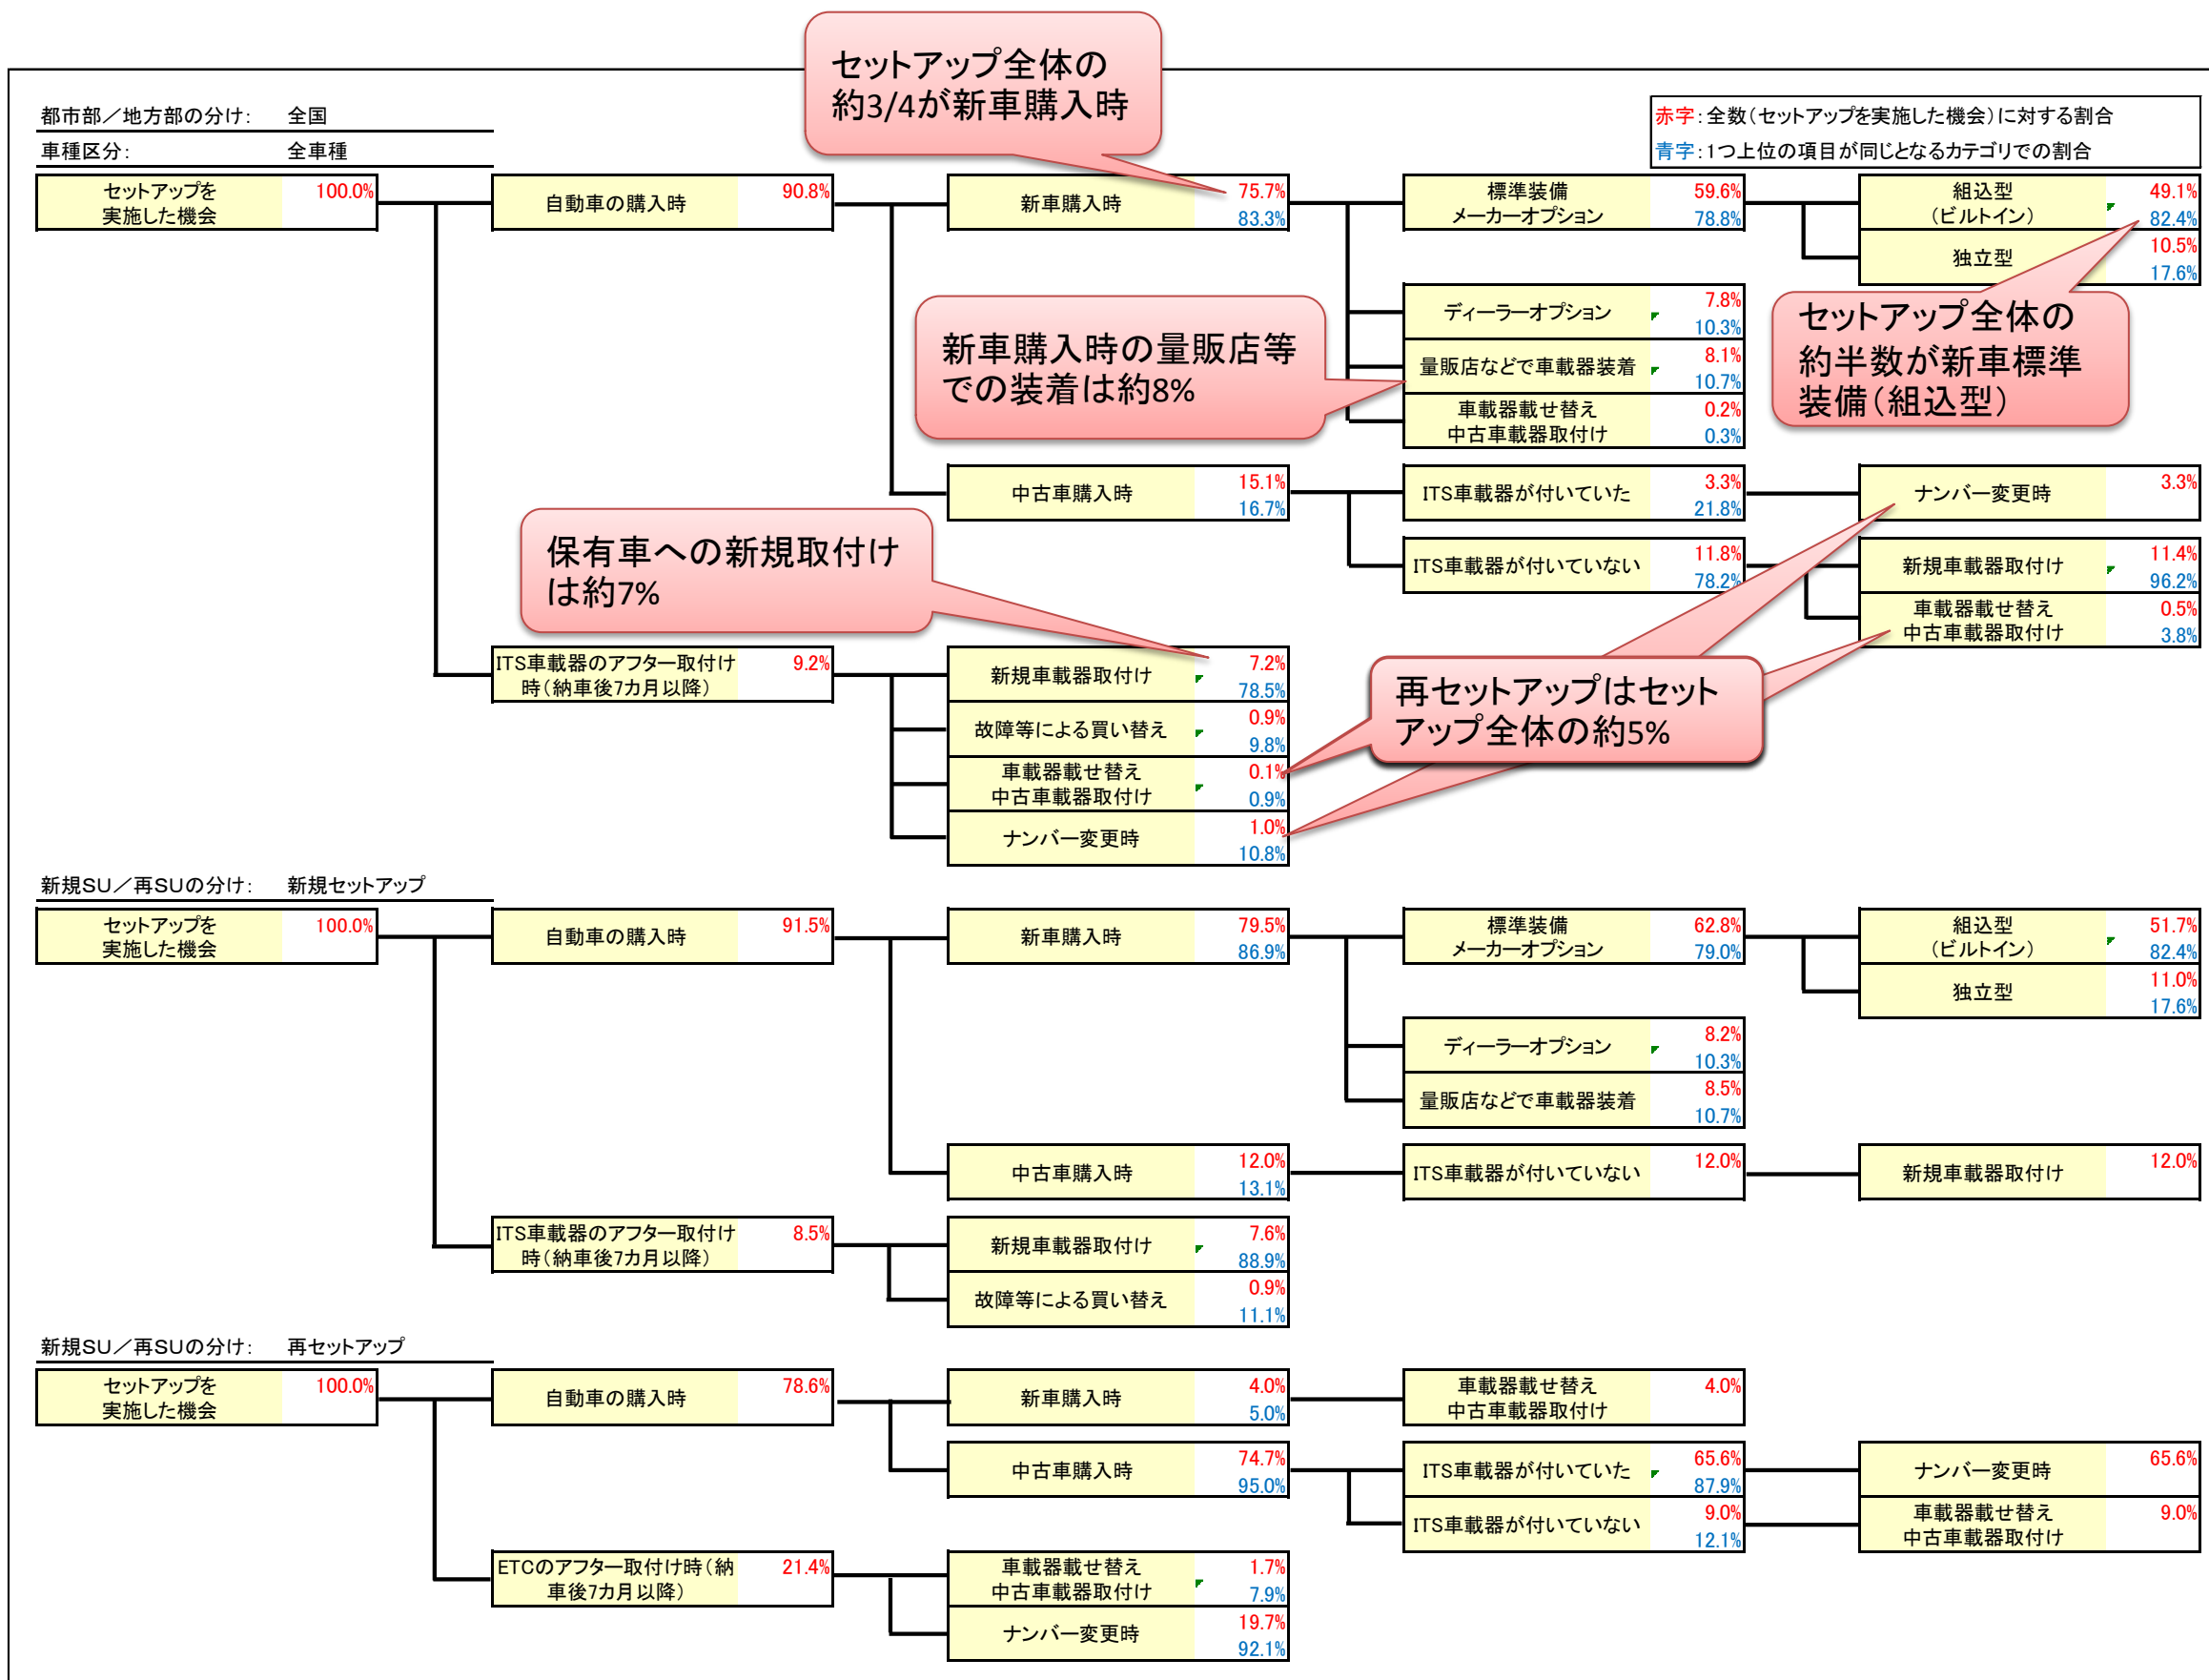 セットアップ全体の
約3/4が新車購入時
都市部／地方部の分け： 全国
車種区分： 全車種
赤字：全数（セットアップを実施した機会）に対する割合
青字：1つ上位の項目が同じとなるカテゴリでの割合
セットアップを
実施した機会
100.0%
自動車の購入時
90.8%
新車購入時
75.7%
83.3%
標準装備
メーカーオプション
59.6%
78.8%
組込型
（ビルトイン）
49.1%
82.4%
独立型
10.5%
17.6%
ディーラーオプション
7.8%
10.3%
量販店などで車載器装着
8.1%
10.7%
車載器載せ替え
中古車載器取付け
0.2%
0.3%
新車購入時の量販店等
での装着は約8%
セットアップ全体の
約半数が新車標準
装備（組込型）
中古車購入時
15.1%
16.7%
ITS車載器が付いていた
3.3%
21.8%
ナンバー変更時
3.3%
ITS車載器が付いていない
11.8%
78.2%
新規車載器取付け
11.4%
96.2%
車載器載せ替え
中古車載器取付け
0.5%
3.8%
保有車への新規取付け
は約7%
ITS車載器のアフター取付け
時（納車後7カ月以降）
9.2%
新規車載器取付け
7.2%
78.5%
故障等による買い替え
0.9%
9.8%
車載器載せ替え
中古車載器取付け
0.1%
0.9%
ナンバー変更時
1.0%
10.8%
再セットアップはセット
アップ全体の約5%
新規SU／再SUの分け： 新規セットアップ
セットアップを
実施した機会
100.0%
自動車の購入時
91.5%
新車購入時
79.5%
86.9%
標準装備
メーカーオプション
62.8%
79.0%
組込型
（ビルトイン）
51.7%
82.4%
独立型
11.0%
17.6%
ディーラーオプション
8.2%
10.3%
量販店などで車載器装着
8.5%
10.7%
中古車購入時
12.0%
13.1%
ITS車載器が付いていない
12.0%
新規車載器取付け
12.0%
ITS車載器のアフター取付け
時（納車後7カ月以降）
8.5%
新規車載器取付け
7.6%
88.9%
故障等による買い替え
0.9%
11.1%
新規SU／再SUの分け： 再セットアップ
セットアップを
実施した機会
100.0%
自動車の購入時
78.6%
新車購入時
4.0%
5.0%
車載器載せ替え
中古車載器取付け
4.0%
中古車購入時
74.7%
95.0%
ITS車載器が付いていた
65.6%
87.9%
ナンバー変更時
65.6%
ITS車載器が付いていない
9.0%
12.1%
車載器載せ替え
中古車載器取付け
9.0%
ETCのアフター取付け時（納
車後7カ月以降）
21.4%
車載器載せ替え
中古車載器取付け
1.7%
7.9%
ナンバー変更時
19.7%
92.1%